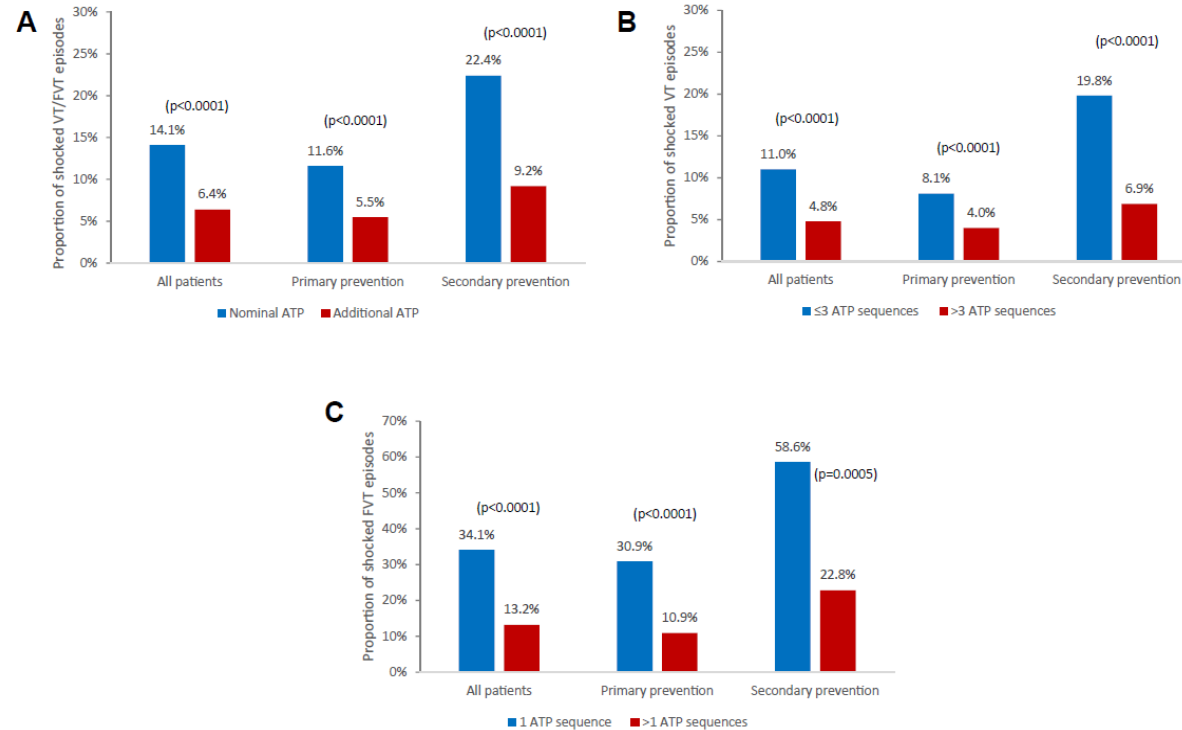 A
Proportion of shocked VT/FVT episodes
30%
25%
20%
15%
10%
5%
0%
(p<0.0001)
14.1%
6.4%
(p<0.0001)
11.6%
5.5%
(p<0.0001)
22.4%
9.2%
All patients
Primary prevention
Secondary prevention
Nominal ATP
Additional ATP
B
Proportion of shocked VT episodes
30%
25%
20%
15%
10%
5%
0%
(p<0.0001)
11.0%
4.8%
(p<0.0001)
8.1%
4.0%
(p<0.0001)
19.8%
6.9%
All patients
Primary prevention
Secondary prevention
≤3 ATP sequences
>3 ATP sequences
C
Proportion of shocked FVT episodes
70%
60%
50%
40%
30%
20%
10%
0%
(p<0.0001)
34.1%
13.2%
(p<0.0001)
30.9%
10.9%
58.6%
(p=0.0005)
22.8%
All patients
Primary prevention
Secondary prevention
1 ATP sequence
>1 ATP sequences